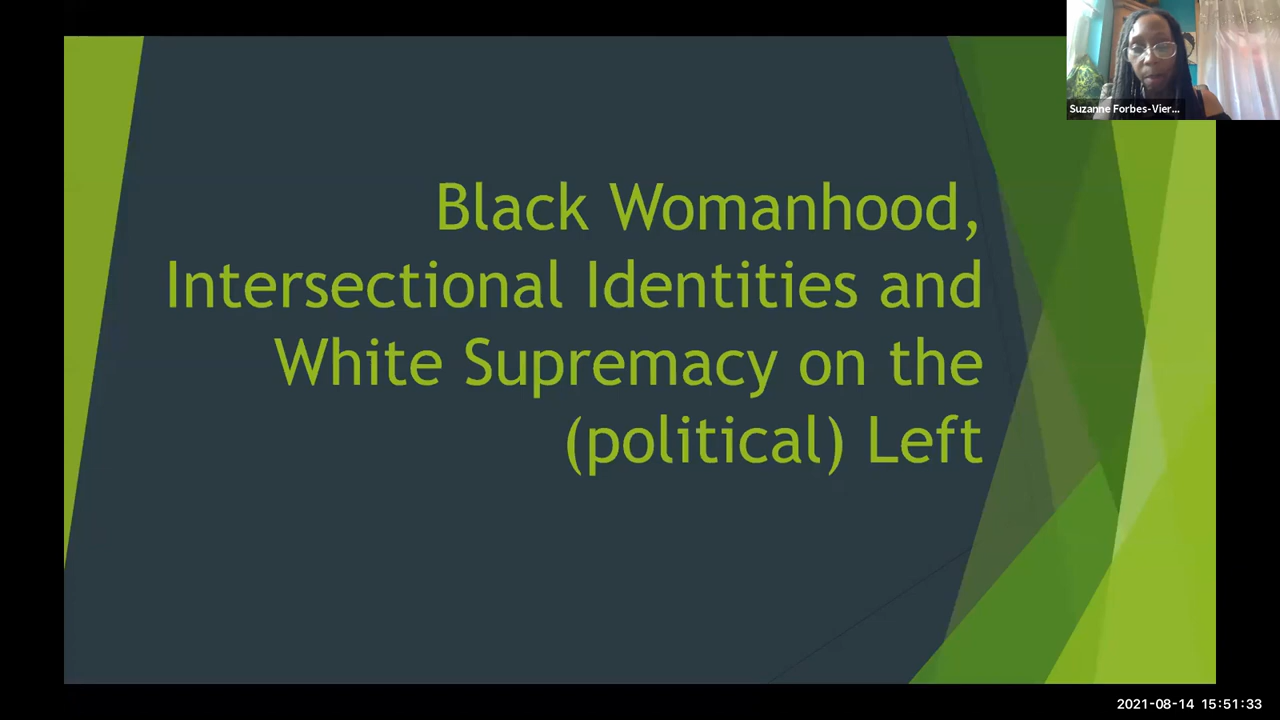 Suzanne Forbes-Vier...
Black Womanhood,
Intersectional Identities and
White Supremacy on the
(political) Left
2021-08-14 15:51:33